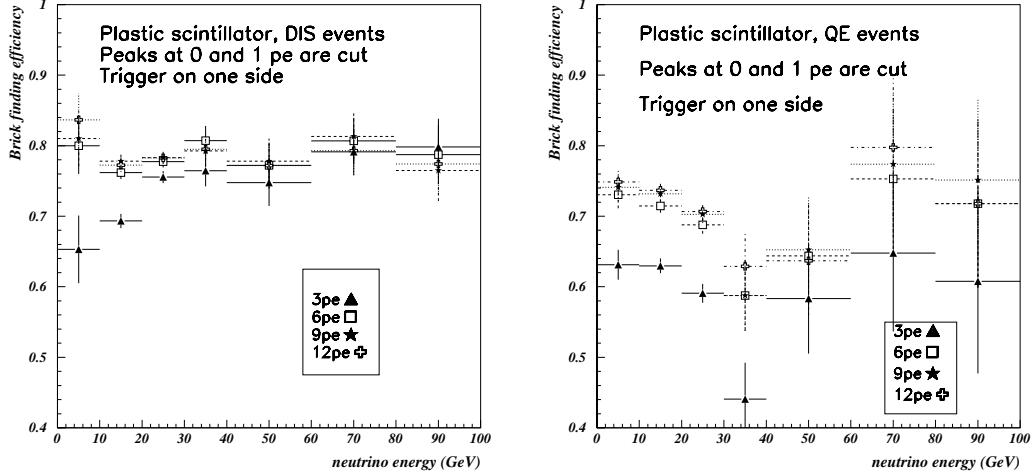 Plastic scintillator, DIS events
Peaks at 0 and 1 pe are cut
Trigger on one side
Brick finding efficiency
1
0.9
0.8
0.7
0.6
0.5
0.4
3pe
6pe
9pe
12pe
0 10 20 30 40 50 60 70 80 90 100
neutrino energy (GeV)
Plastic scintillator, QE events
Peaks at 0 and 1 pe are cut
Trigger on one side
Brick finding efficiency
1
0.9
0.8
0.7
0.6
0.5
0.4
3pe
6pe
9pe
12pe
0 10 20 30 40 50 60 70 80 90 100
neutrino energy (GeV)